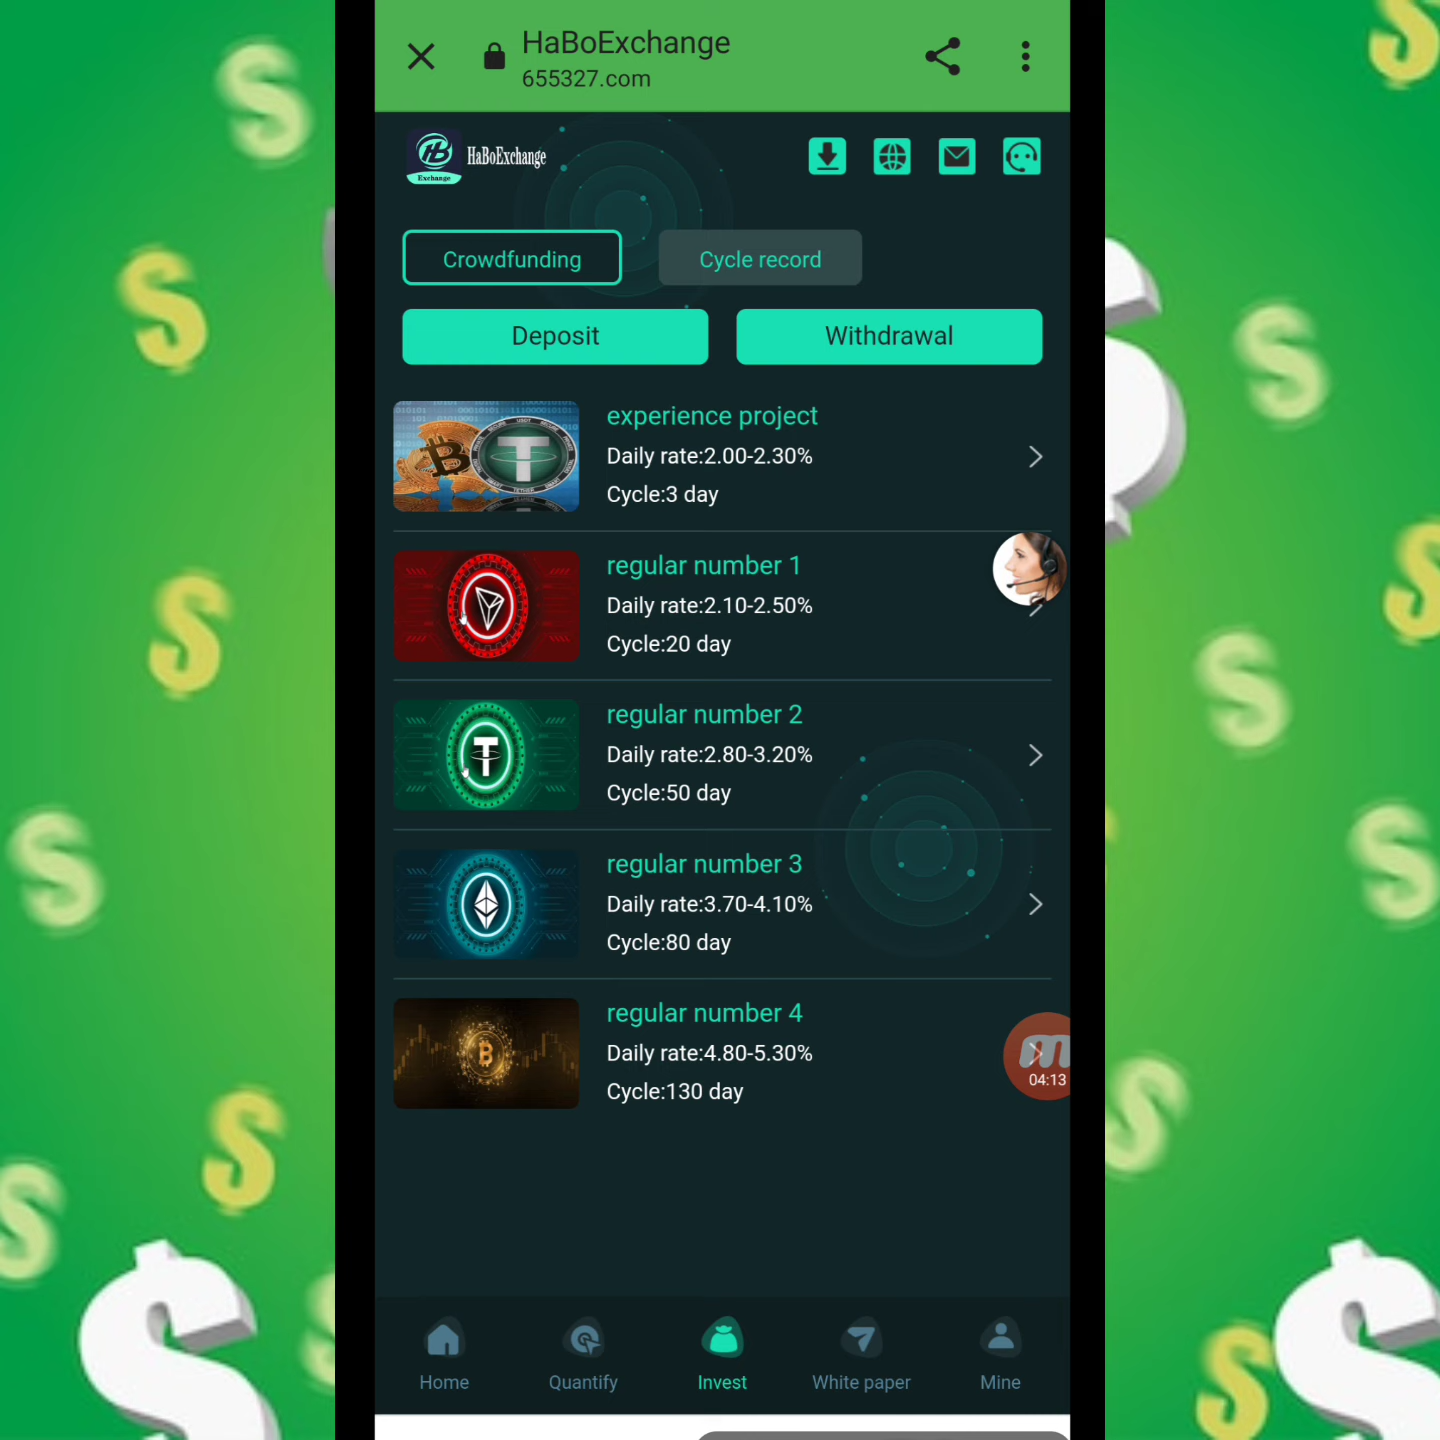 HaBoExchange
655327.com
HaBoExchange
Exchange
Crowdfunding
Cycle record
Deposit
Withdrawal
experience project
Daily rate:2.00-2.30%
Cycle:3 day
regular number 1
Daily rate:2.10-2.50%
Cycle:20 day
regular number 2
Daily rate:2.80-3.20%
Cycle:50 day
regular number 3
Daily rate:3.70-4.10%
Cycle:80 day
regular number 4
Daily rate:4.80-5.30%
Cycle:130 day
04:13
Home
Quantify
Invest
White paper
Mine